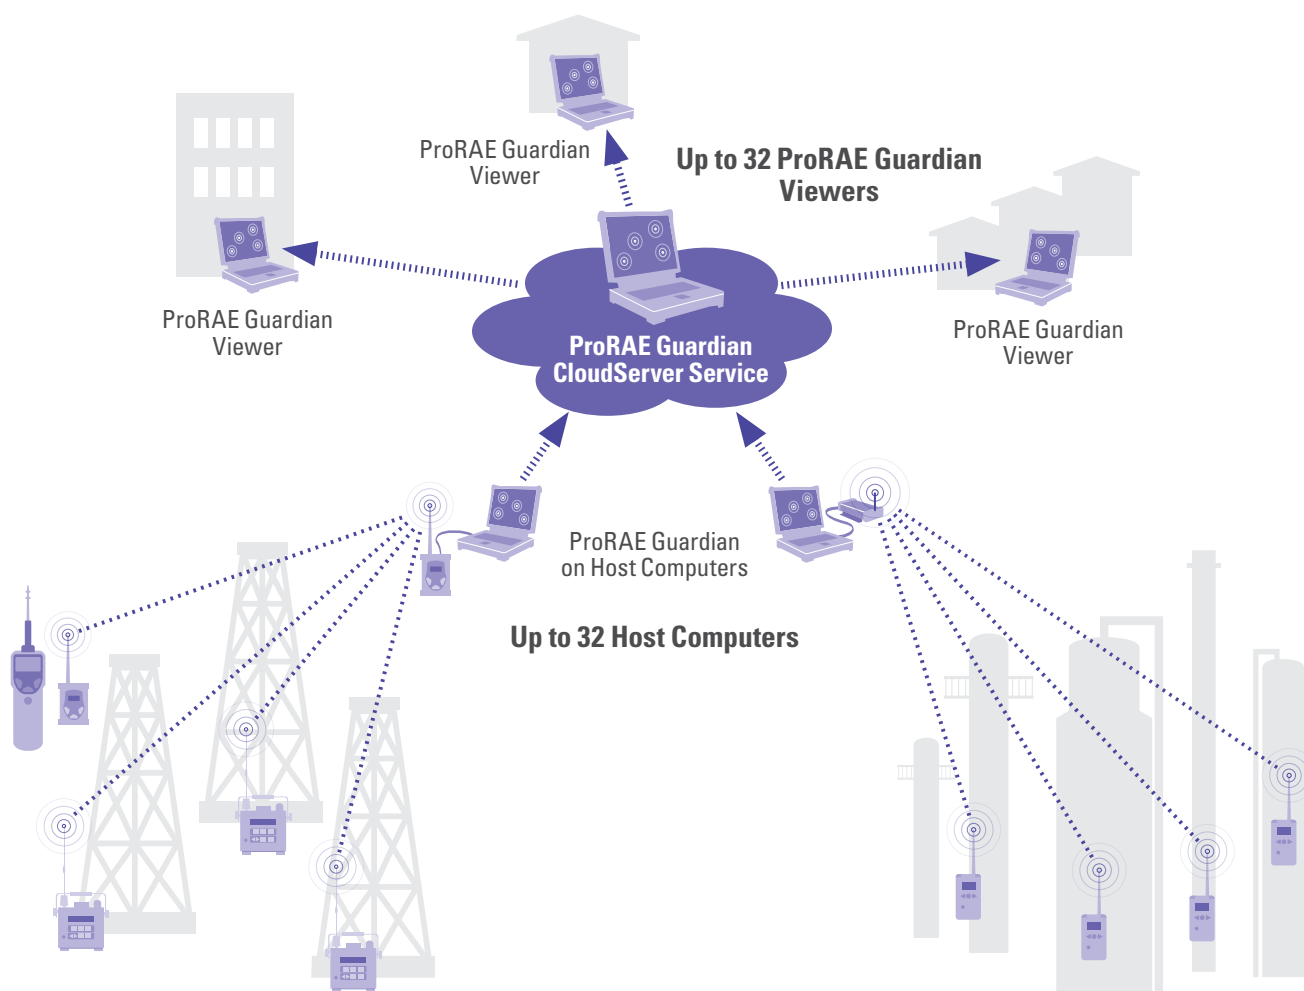 ProRAE Guardian
Viewer
Up to 32 ProRAE Guardian
Viewers
ProRAE Guardian
Viewer
ProRAE Guardian
Viewer
ProRAE Guardian
CloudServer Service
ProRAE Guardian
on Host Computers
Up to 32 Host Computers